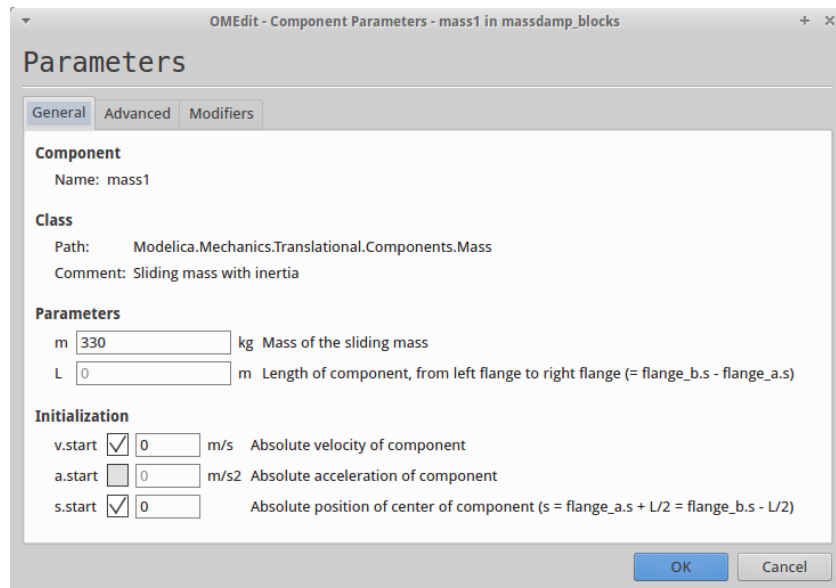 OMEdit - Component Parameters - mass1 in massdamp_blocks
Parameters
General Advanced Modifiers
Component
Name: mass1
Class
Path: Modelica.Mechanics.Translational.Components.Mass
Comment: Sliding mass with inertia
Parameters
m 330 kg Mass of the sliding mass
L 0 m Length of component, from left flange to right flange (= flange_b.s - flange_a.s)
Initialization
v.start 0 m/s Absolute velocity of component
a.start 0 m/s2 Absolute acceleration of component
s.start 0 Absolute position of center of component (s = flange_a.s + L/2 = flange_b.s - L/2)
OK Cancel